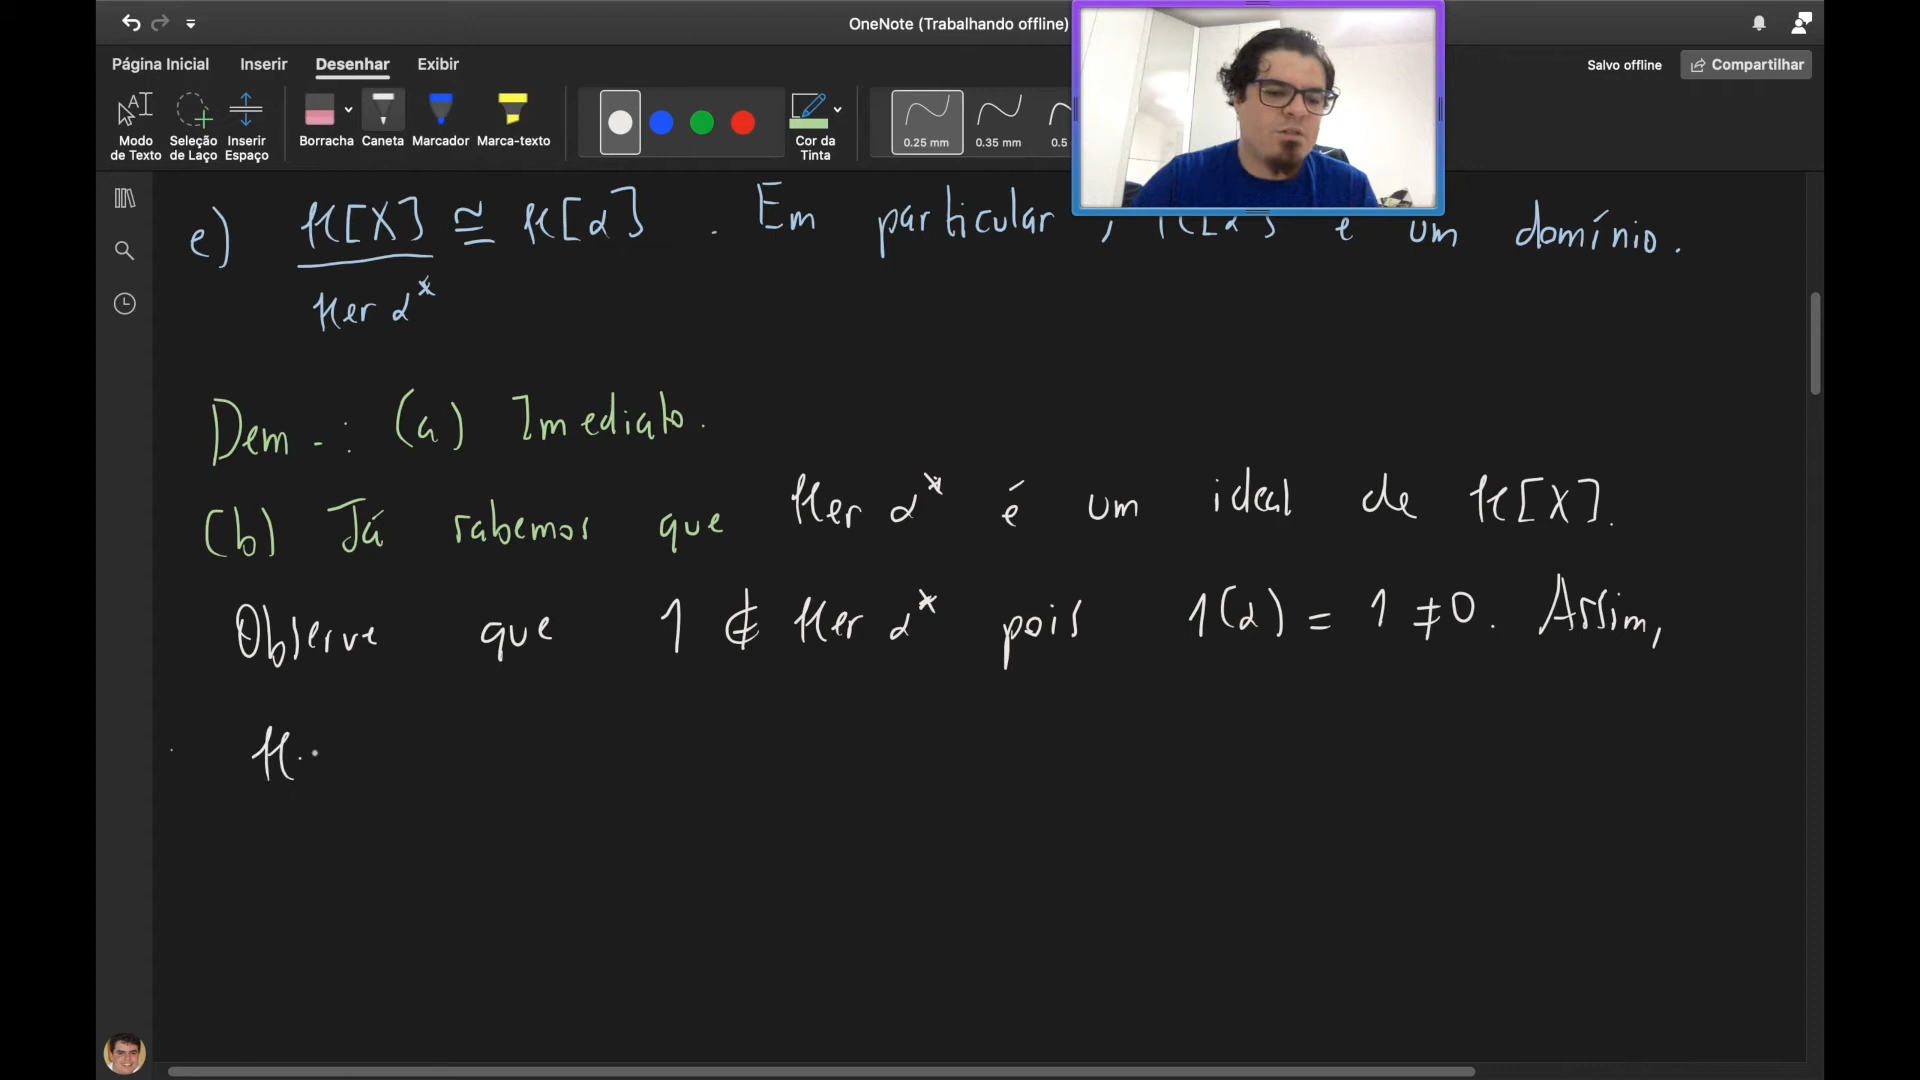 OneNote (Trabalhando offline)
Página Inicial Inserir Desenhar Exibir
Salvo offline Compartilhar
Modo de Texto
Seleção de Laço
Inserir Espaço
Borracha Caneta Marcador Marca-texto
Cor da Tinta
0.25 mm 0.35 mm 0.5
e) K[X] / Ker α* ≅ K[α] . Em particular, K[α] é um domínio.
Dem.: (a) Imediato.
(b) Já sabemos que Ker α* é um ideal de K[X].
Observe que 1 ∉ Ker α* pois 1(α) = 1 ≠ 0. Assim,
K